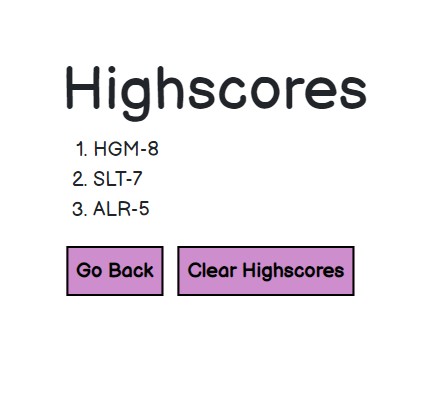 Highscores
1. HGM-8
2. SLT-7
3. ALR-5
Go Back Clear Highscores